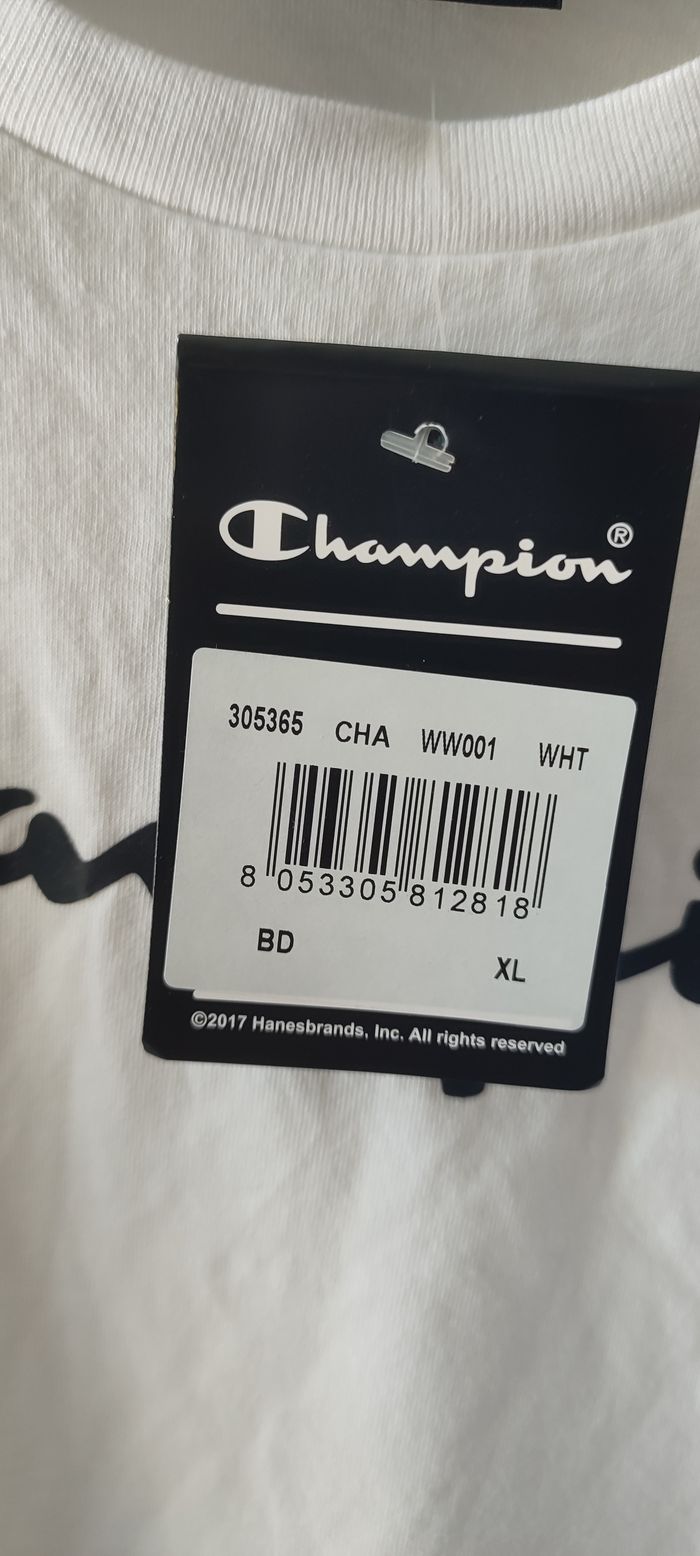 Champion®
305365 CHA WW001 WHT
8 053305 812818
BD XL
©2017 Hanesbrands, Inc. All rights reserved